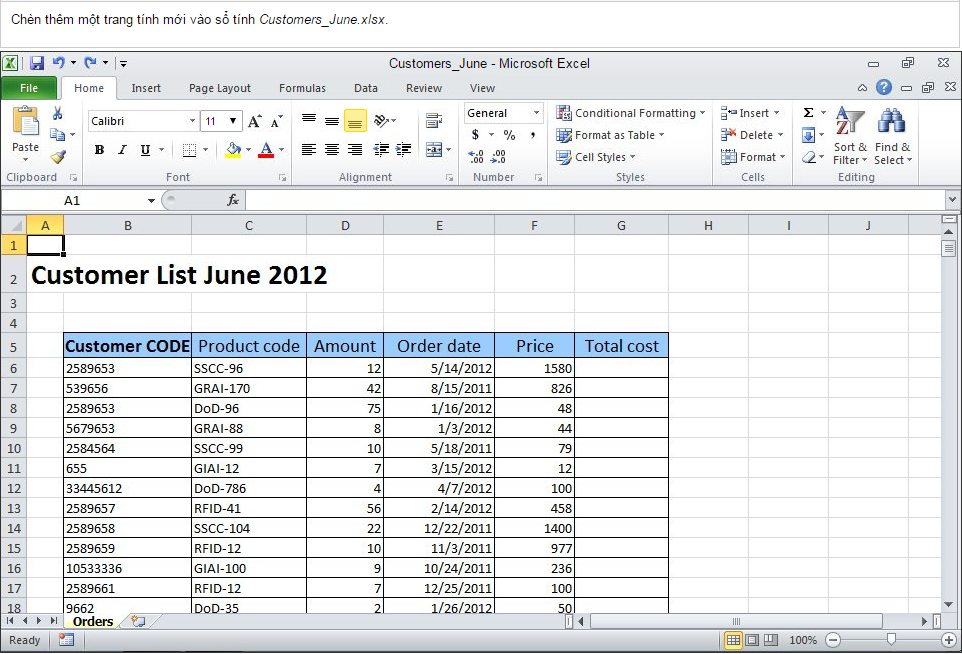 Chèn thêm một trang tính mới vào sổ tính Customers_June.xlsx.
Customers_June - Microsoft Excel
File Home Insert Page Layout Formulas Data Review View
Calibri 11 General Conditional Formatting Insert Σ
Paste B I U A $ % , Format as Table Delete Sort & Find &
Cell Styles Format Filter Select
Clipboard Font Alignment Number Styles Cells Editing
A1 fx
A B C D E F G H I J
1
2 Customer List June 2012
3
4
5 Customer CODE Product code Amount Order date Price Total cost
6 2589653 SSCC-96 12 5/14/2012 1580
7 539656 GRAI-170 42 8/15/2011 826
8 2589653 DoD-96 75 1/16/2012 48
9 5679653 GRAI-88 8 1/3/2012 44
10 2584564 SSCC-99 10 5/18/2011 79
11 655 GIAI-12 7 3/15/2012 12
12 33445612 DoD-786 4 4/7/2012 100
13 2589657 RFID-41 56 2/14/2012 458
14 2589658 SSCC-104 22 12/22/2011 1400
15 2589659 RFID-12 10 11/3/2011 977
16 10533336 GIAI-100 9 10/24/2011 236
17 2589661 RFID-12 7 12/25/2011 100
18 9662 DoD-35 2 1/26/2012 50
Orders
Ready 100%